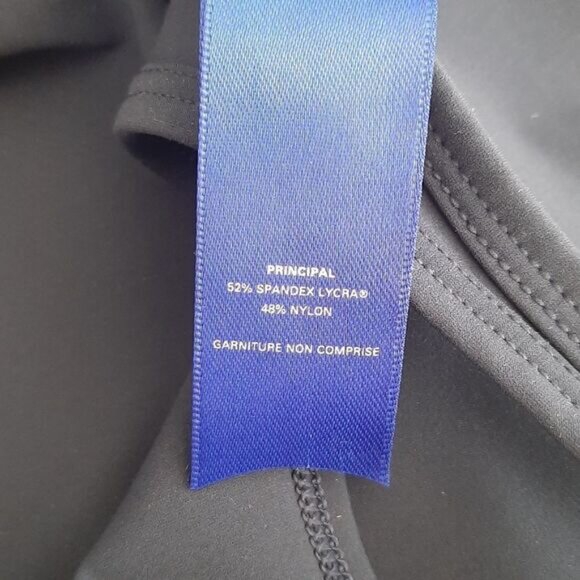 PRINCIPAL
52% SPANDEX LYCRA®
48% NYLON
GARNITURE NON COMPRISE